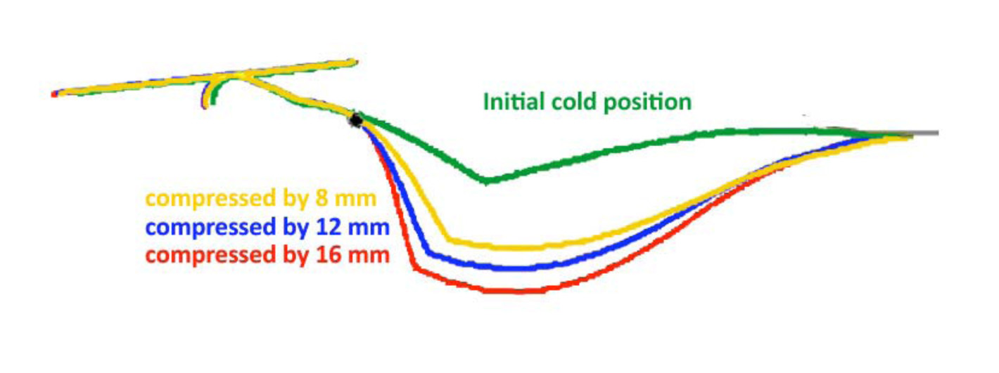 Initial cold position
compressed by 8 mm
compressed by 12 mm
compressed by 16 mm